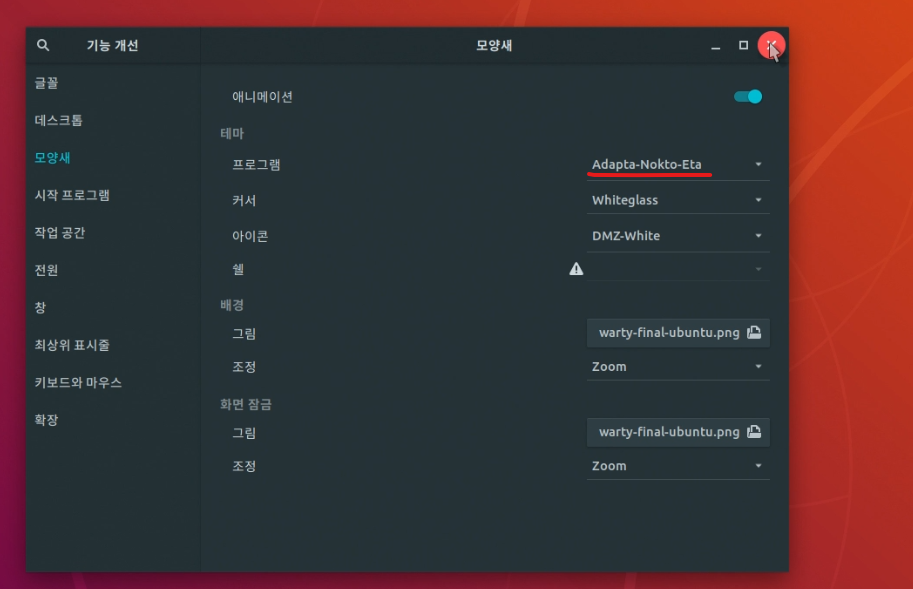 기능 개선
모양새
글꼴
데스크톱
모양새
시작 프로그램
작업 공간
전원
창
최상위 표시줄
키보드와 마우스
확장
애니메이션
테마
프로그램 Adapta-Nokto-Eta
커서 Whiteglass
아이콘 DMZ-White
쉘
배경
그림 warty-final-ubuntu.png
조정 Zoom
화면 잠금
그림 warty-final-ubuntu.png
조정 Zoom